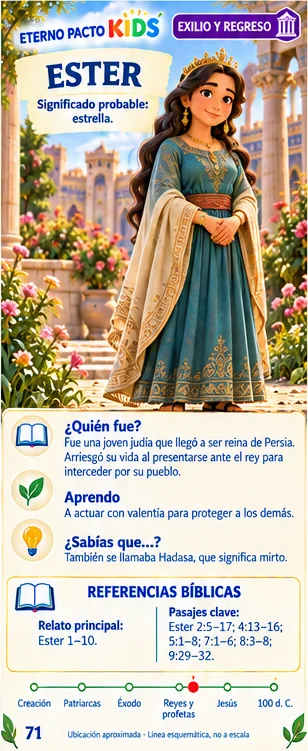 ETERNO PACTO KIDS
EXILIO Y REGRESO
ESTER
Significado probable:
estrella.
¿Quién fue?
Fue una joven judía que llegó a ser reina de Persia.
Arriesgó su vida al presentarse ante el rey para
interceder por su pueblo.
Aprendo
A actuar con valentía para proteger a los demás.
¿Sabías que...?
También se llamaba Hadasa, que significa mirto.
REFERENCIAS BÍBLICAS
Relato principal:
Ester 1–10.
Pasajes clave:
Ester 2:5–17; 4:13–16;
5:1–8; 7:1–6; 8:3–8;
9:29–32.
Creación
Patriarcas
Éxodo
Reyes y
profetas
Jesús
100 d. C.
71
Ubicación aproximada - Línea esquemática, no a escala